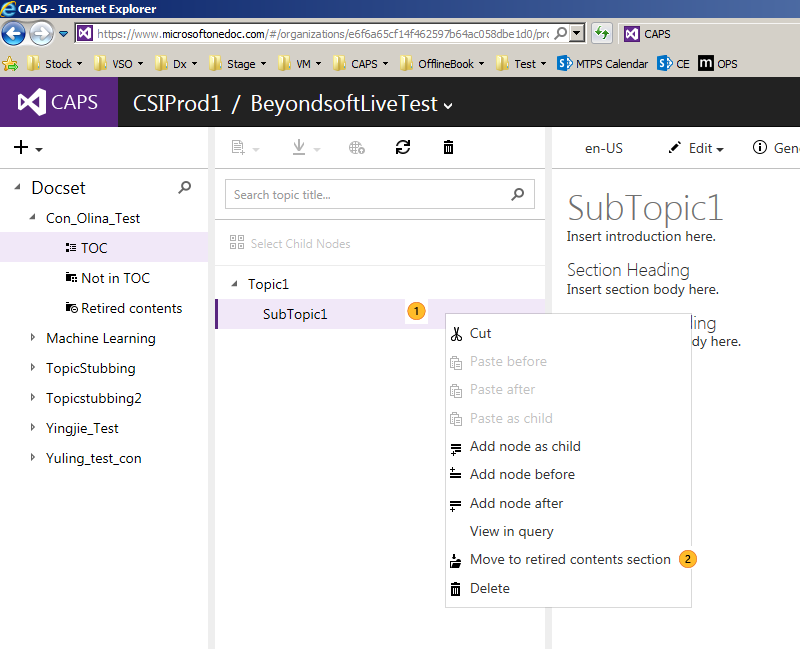 CAPS - Internet Explorer
https://www.microsoftonedoc.com/#/organizations/e6f6a65cf14f462597b64ac058dbe1d0/pro
CAPS
Stock
VSO
Dx
Stage
VM
CAPS
OfflineBook
Test
MTPS Calendar
CE
OPS
CAPS
CSIProd1 / BeyondsoftLiveTest
en-US
Edit
Gene
Docset
Con_Olina_Test
TOC
Not in TOC
Retired contents
Machine Learning
TopicStubbing
Topicstubbing2
Yingjie_Test
Yuling_test_con
Search topic title...
Select Child Nodes
Topic1
SubTopic1
1
Cut
Paste before
Paste after
Paste as child
Add node as child
Add node before
Add node after
View in query
Move to retired contents section
2
Delete
SubTopic1
Insert introduction here.
Section Heading
Insert section body here.
ing
dy here.